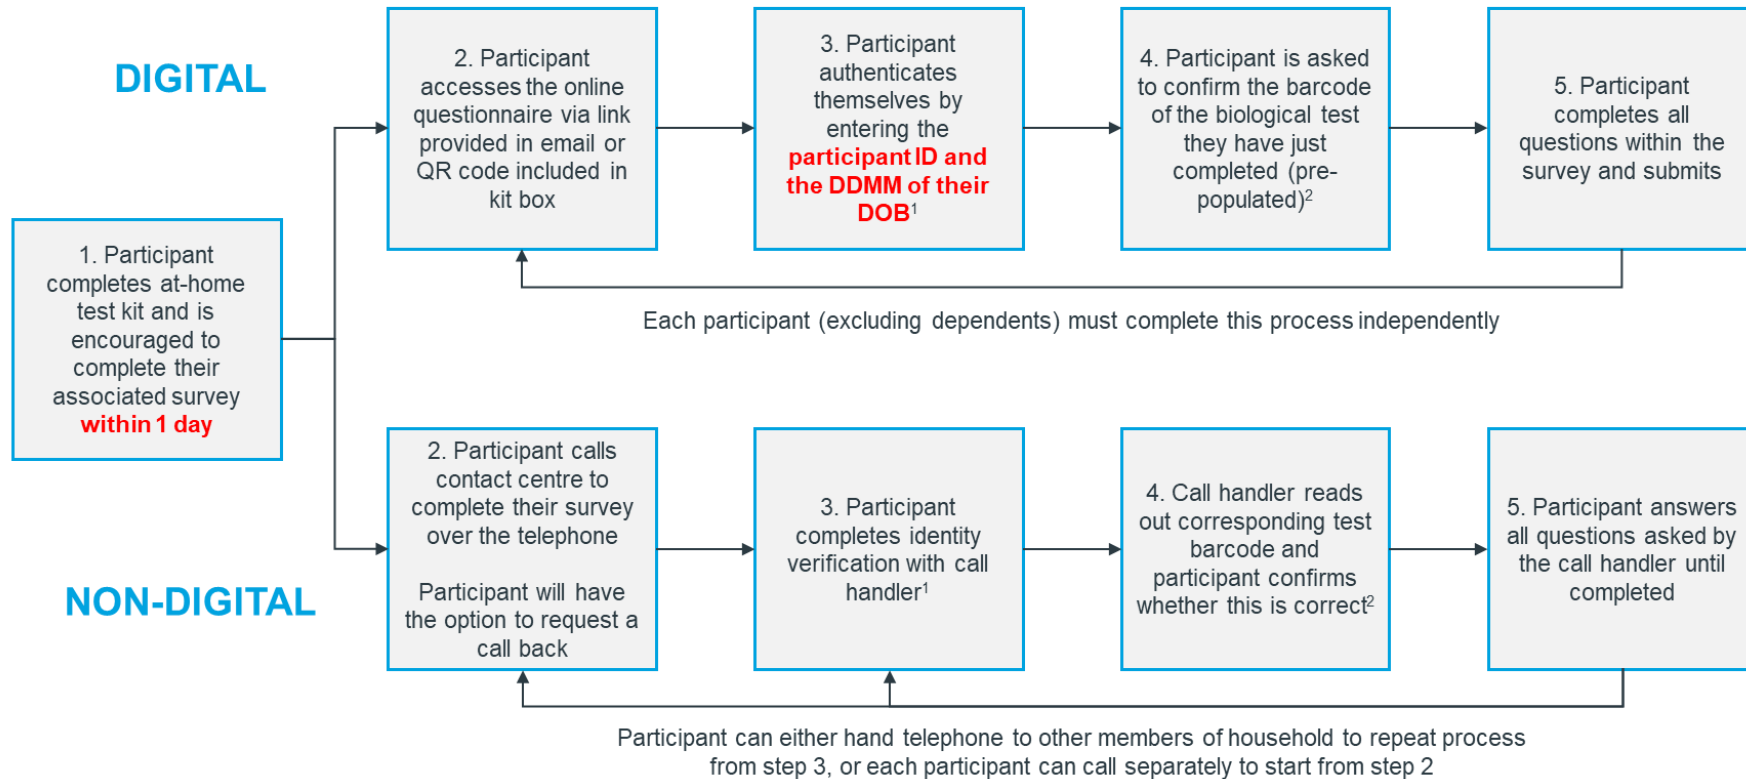 DIGITAL
1. Participant
completes at-home
test kit and is
encouraged to
complete their
associated survey
within 1 day
2. Participant
accesses the online
questionnaire via link
provided in email or
QR code included in
kit box
3. Participant
authenticates
themselves by
entering the
participant ID and
the DDMM of their
DOB¹
4. Participant is asked
to confirm the barcode
of the biological test
they have just
completed (pre-
populated)²
5. Participant
completes all
questions within the
survey and submits
Each participant (excluding dependents) must complete this process independently
NON-DIGITAL
2. Participant calls
contact centre to
complete their survey
over the telephone
Participant will have
the option to request a
call back
3. Participant
completes identity
verification with call
handler¹
4. Call handler reads
out corresponding test
barcode and
participant confirms
whether this is correct²
5. Participant answers
all questions asked by
the call handler until
completed
Participant can either hand telephone to other members of household to repeat process
from step 3, or each participant can call separately to start from step 2